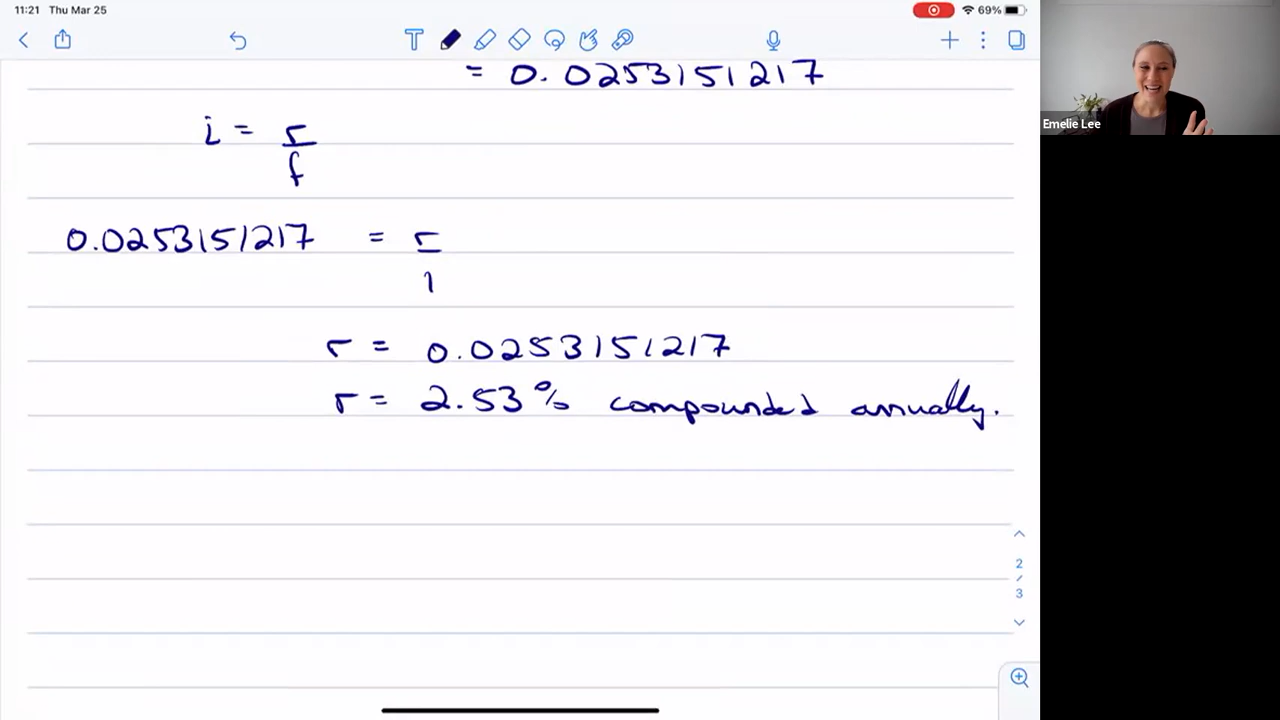 11:21 Thu Mar 25
69%
T
= 0.0253151217
Emelie Lee
i = r
f
0.0253151217 = r
1
r = 0.0253151217
r = 2.53% compounded annually.
2
/
3